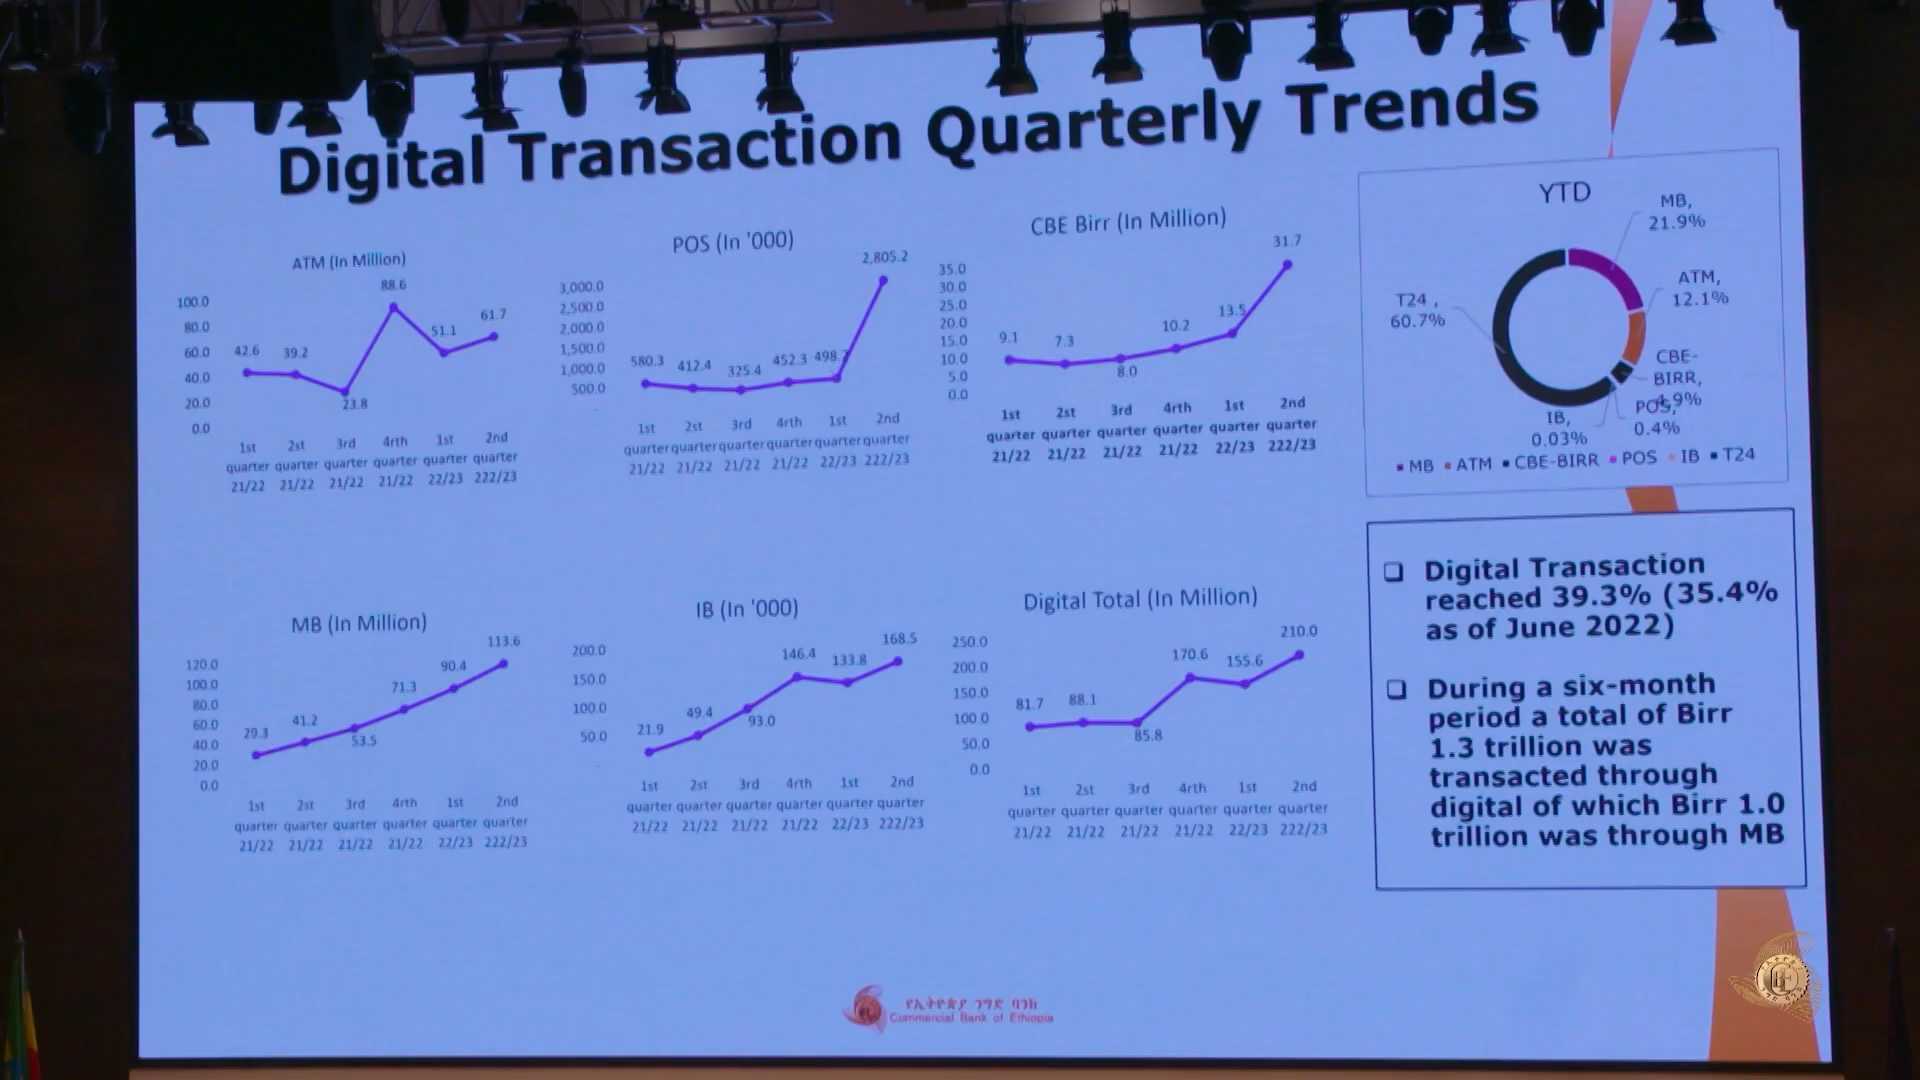 Digital Transaction Quarterly Trends
ATM (In Million)
100.0
80.0
60.0
40.0
20.0
0.0
42.6
39.2
23.8
88.6
51.1
61.7
1st 2st 3rd 4rth 1st 2nd
quarter quarter quarter quarter quarter quarter
21/22 21/22 21/22 21/22 22/23 222/23
POS (In '000)
3,000.0
2,500.0
2,000.0
1,500.0
1,000.0
500.0
-
580.3
412.4
325.4
452.3
498.7
2,805.2
1st 2st 3rd 4rth 1st 2nd
quarter quarter quarter quarter quarter quarter
21/22 21/22 21/22 21/22 22/23 222/23
CBE Birr (In Million)
35.0
30.0
25.0
20.0
15.0
10.0
5.0
0.0
9.1
7.3
8.0
10.2
13.5
31.7
1st 2st 3rd 4rth 1st 2nd
quarter quarter quarter quarter quarter quarter
21/22 21/22 21/22 21/22 22/23 222/23
YTD
MB,
21.9%
ATM,
12.1%
CBE-
BIRR,
4.9%
POS,
0.4%
IB,
0.03%
T24 ,
60.7%
MB ATM CBE-BIRR POS IB T24
MB (In Million)
120.0
100.0
80.0
60.0
40.0
20.0
0.0
29.3
41.2
53.5
71.3
90.4
113.6
1st 2st 3rd 4rth 1st 2nd
quarter quarter quarter quarter quarter quarter
21/22 21/22 21/22 21/22 22/23 222/23
IB (In '000)
200.0
150.0
100.0
50.0
-
21.9
49.4
93.0
146.4
133.8
168.5
1st 2st 3rd 4rth 1st 2nd
quarter quarter quarter quarter quarter quarter
21/22 21/22 21/22 21/22 22/23 222/23
Digital Total (In Million)
250.0
200.0
150.0
100.0
50.0
0.0
81.7
88.1
85.8
170.6
155.6
210.0
1st 2st 3rd 4rth 1st 2nd
quarter quarter quarter quarter quarter quarter
21/22 21/22 21/22 21/22 22/23 222/23
Digital Transaction
reached 39.3% (35.4%
as of June 2022)
During a six-month
period a total of Birr
1.3 trillion was
transacted through
digital of which Birr 1.0
trillion was through MB
የኢትዮጵያ ንግድ ባንክ
Commercial Bank of Ethiopia